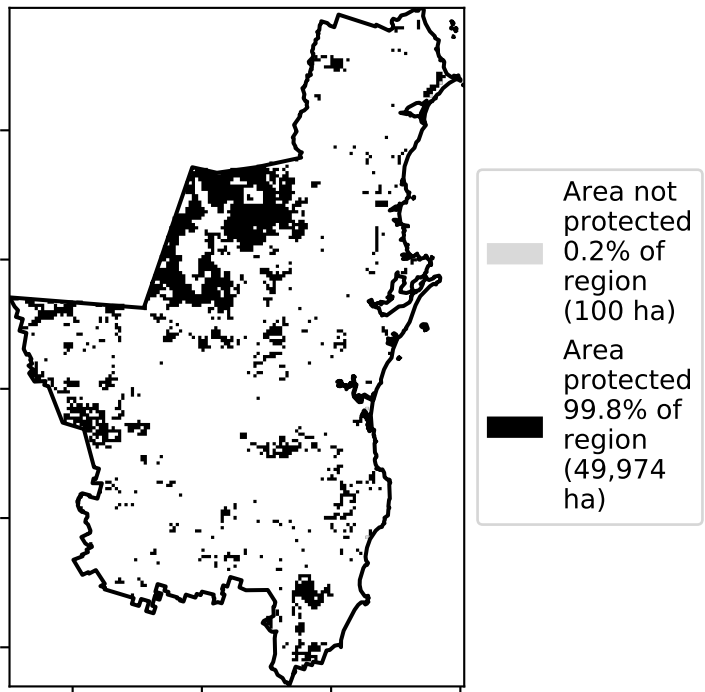 Area not
protected
0.2% of
region
(100 ha)
Area
protected
99.8% of
region
(49,974
ha)